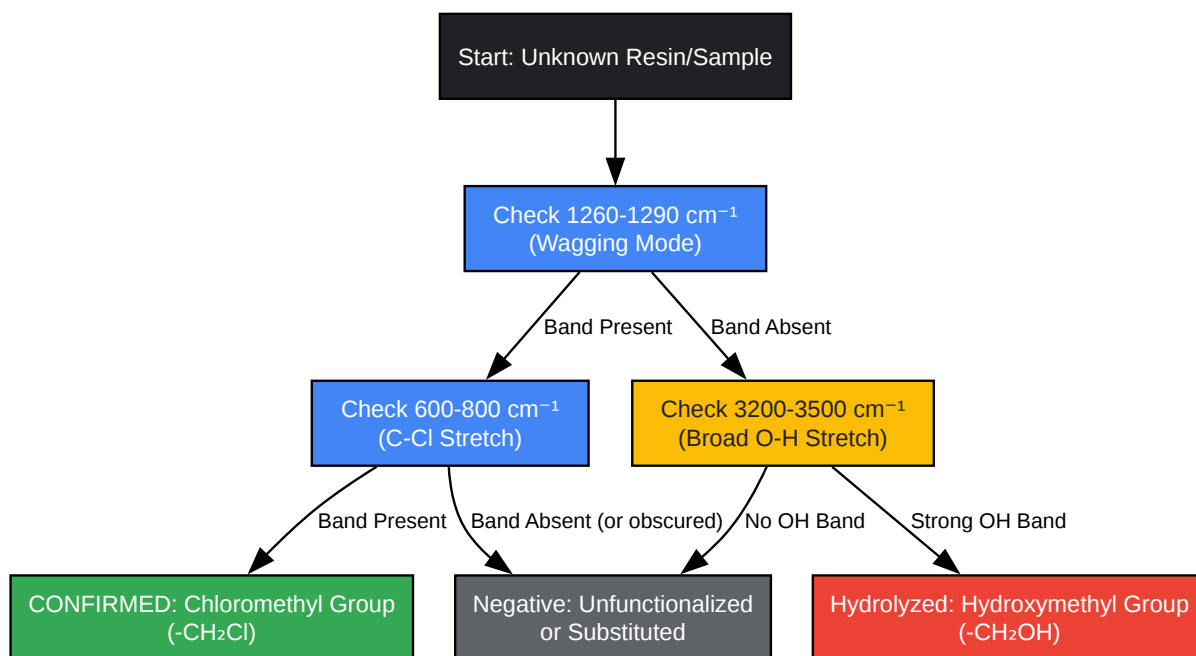 Start: Unknown Resin/Sample
Check 1260-1290 cm⁻¹
(Wagging Mode)
Band Present
Band Absent
Check 600-800 cm⁻¹
(C-Cl Stretch)
Check 3200-3500 cm⁻¹
(Broad O-H Stretch)
Band Present
Band Absent (or obscured)
No OH Band
Strong OH Band
CONFIRMED: Chloromethyl Group
(-CH₂Cl)
Negative: Unfunctionalized
or Substituted
Hydrolyzed: Hydroxymethyl Group
(-CH₂OH)